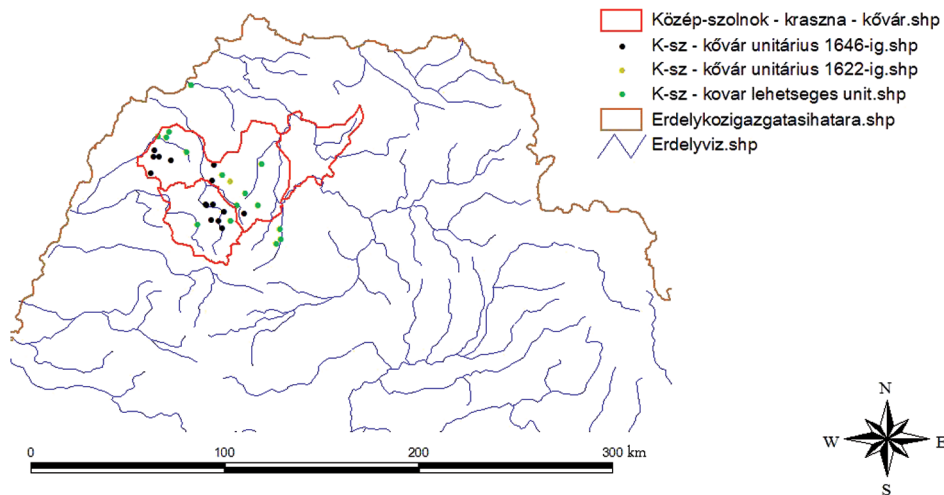 Közép-szolnok - kraszna - kővár.shp
K-sz - kővár unitárius 1646-ig.shp
K-sz - kővár unitárius 1622-ig.shp
K-sz - kovar lehetseges unit.shp
Erdelykozigazgatasihatara.shp
Erdelyviz.shp
N
W E
S
0 100 200 300 km